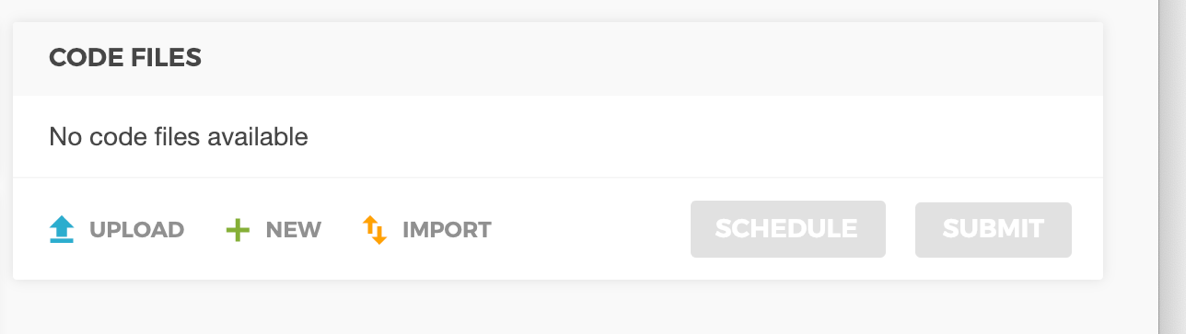 CODE FILES
No code files available
UPLOAD NEW IMPORT SCHEDULE SUBMIT